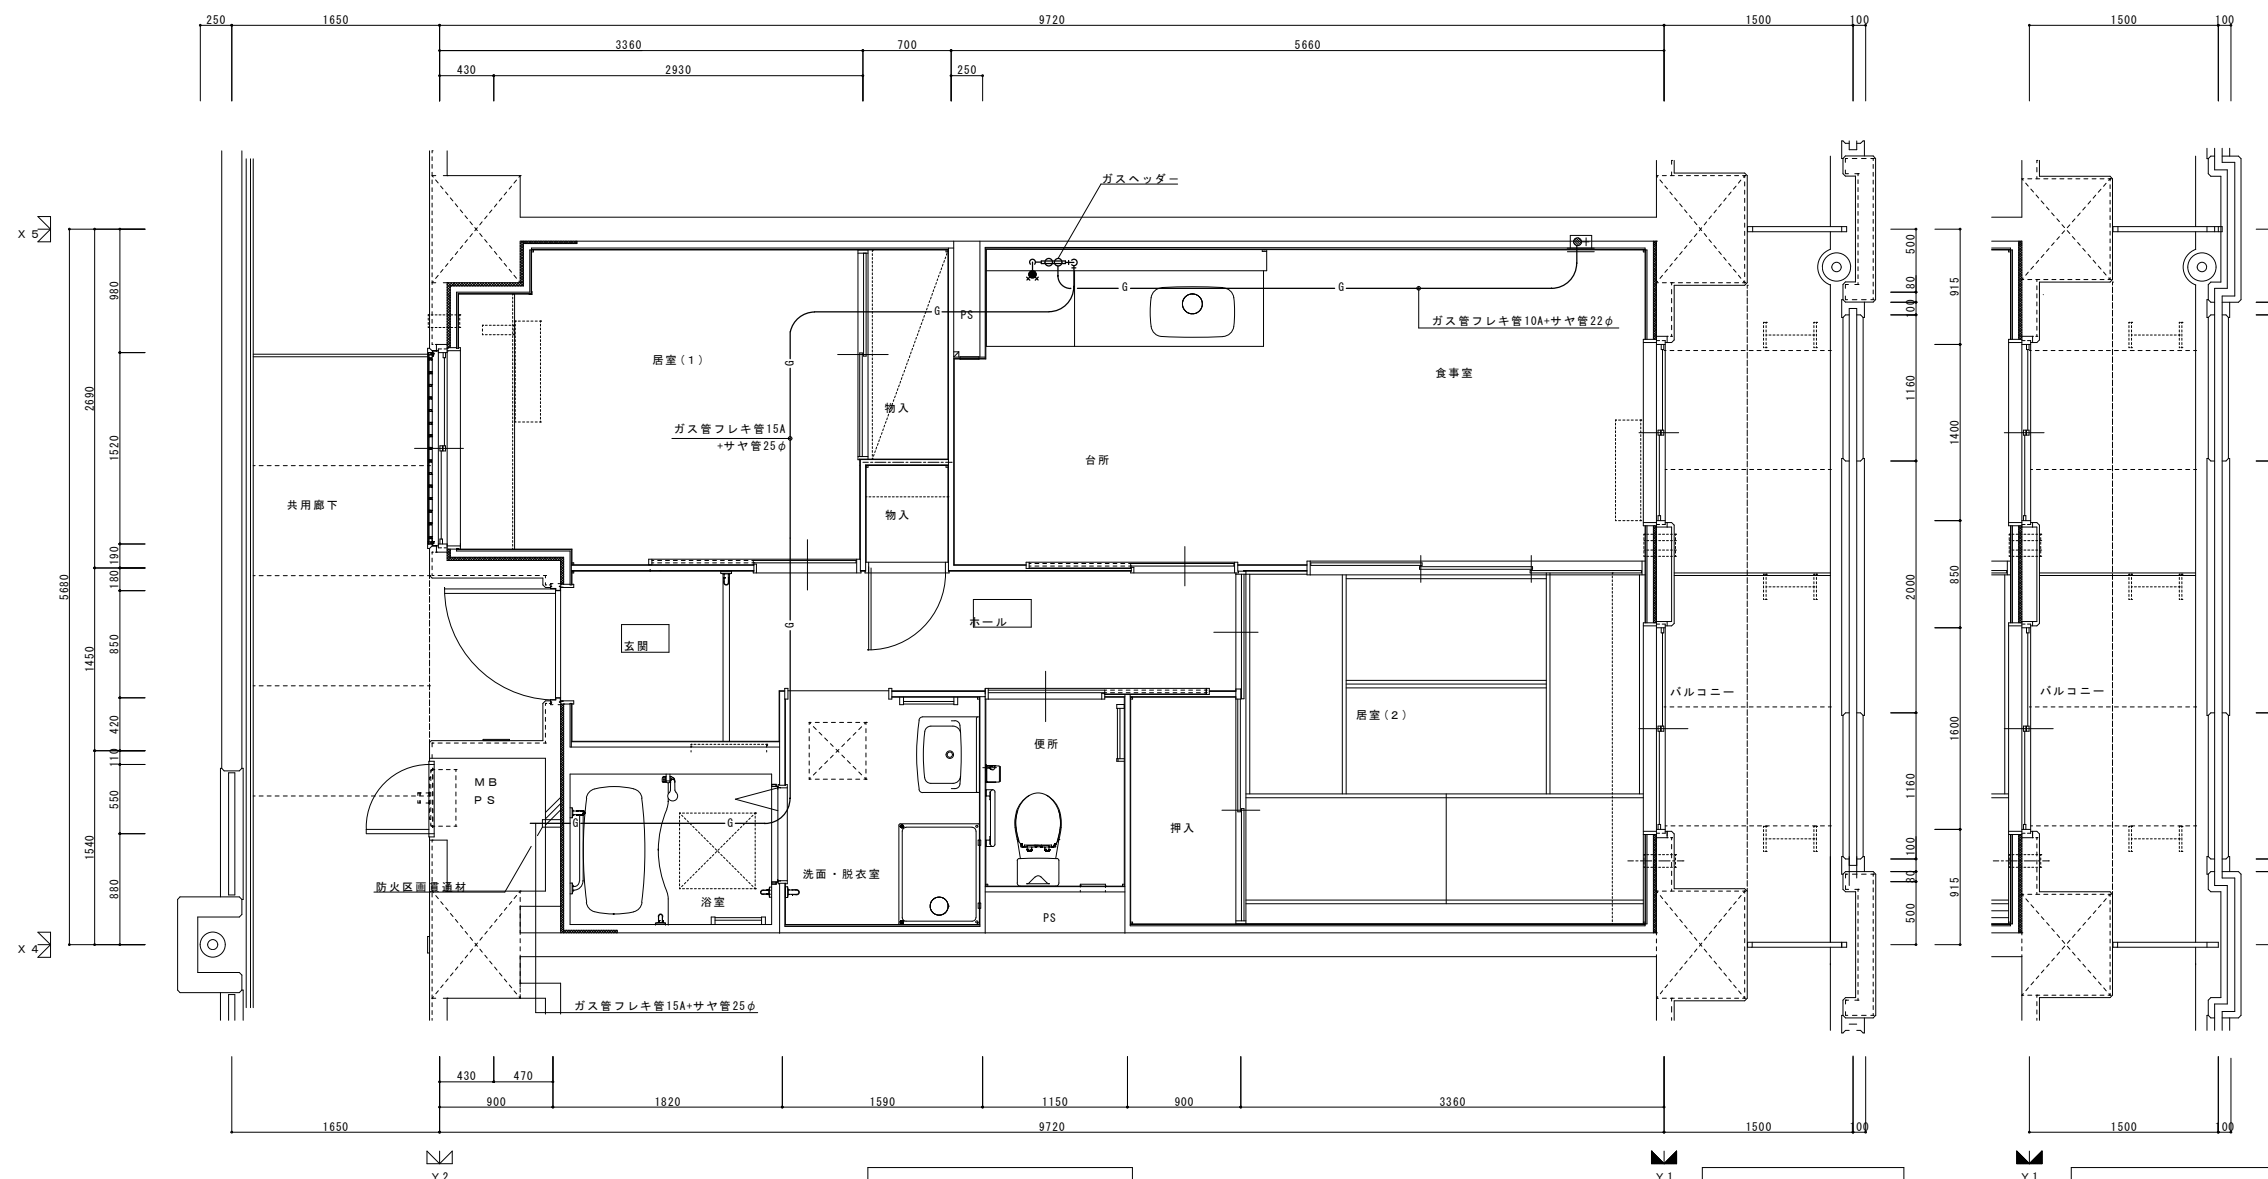 250 1650 9720 1500 100 1500 100
3360 700 5660
430 2930 250
ガスヘッダー
X5
500
180
100
915
980
G G
G PS
ガス管フレキ管10A+サヤ管22φ
居室(1)
G
食事室
1160
2690
物入
ガス管フレキ管15A
+サヤ管25φ
1520
1400
台所
共用廊下
物入
190
180
5680
850
2000
ホール
G
玄関
850
1450
バルコニー
バルコニー
居室(2)
420
便所
1600
110
MB
PS
550
1160
G G
押入
1540
100
防火区画貫通材
洗面・脱衣室
880
180
915
浴室
PS
500
X4
ガス管フレキ管15A+サヤ管25φ
430 470
900 1820 1590 1150 900 3360
1650 9720 1500 100 1500 100
Y2 Y1 Y1